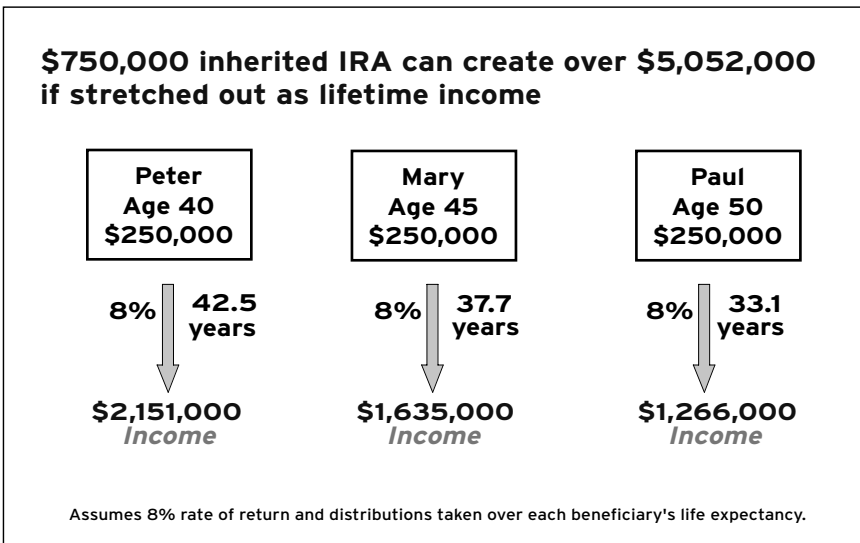 $750,000 inherited IRA can create over $5,052,000
if stretched out as lifetime income
Peter
Age 40
$250,000
Mary
Age 45
$250,000
Paul
Age 50
$250,000
8%
42.5
years
8%
37.7
years
8%
33.1
years
$2,151,000
Income
$1,635,000
Income
$1,266,000
Income
Assumes 8% rate of return and distributions taken over each beneficiary's life expectancy.